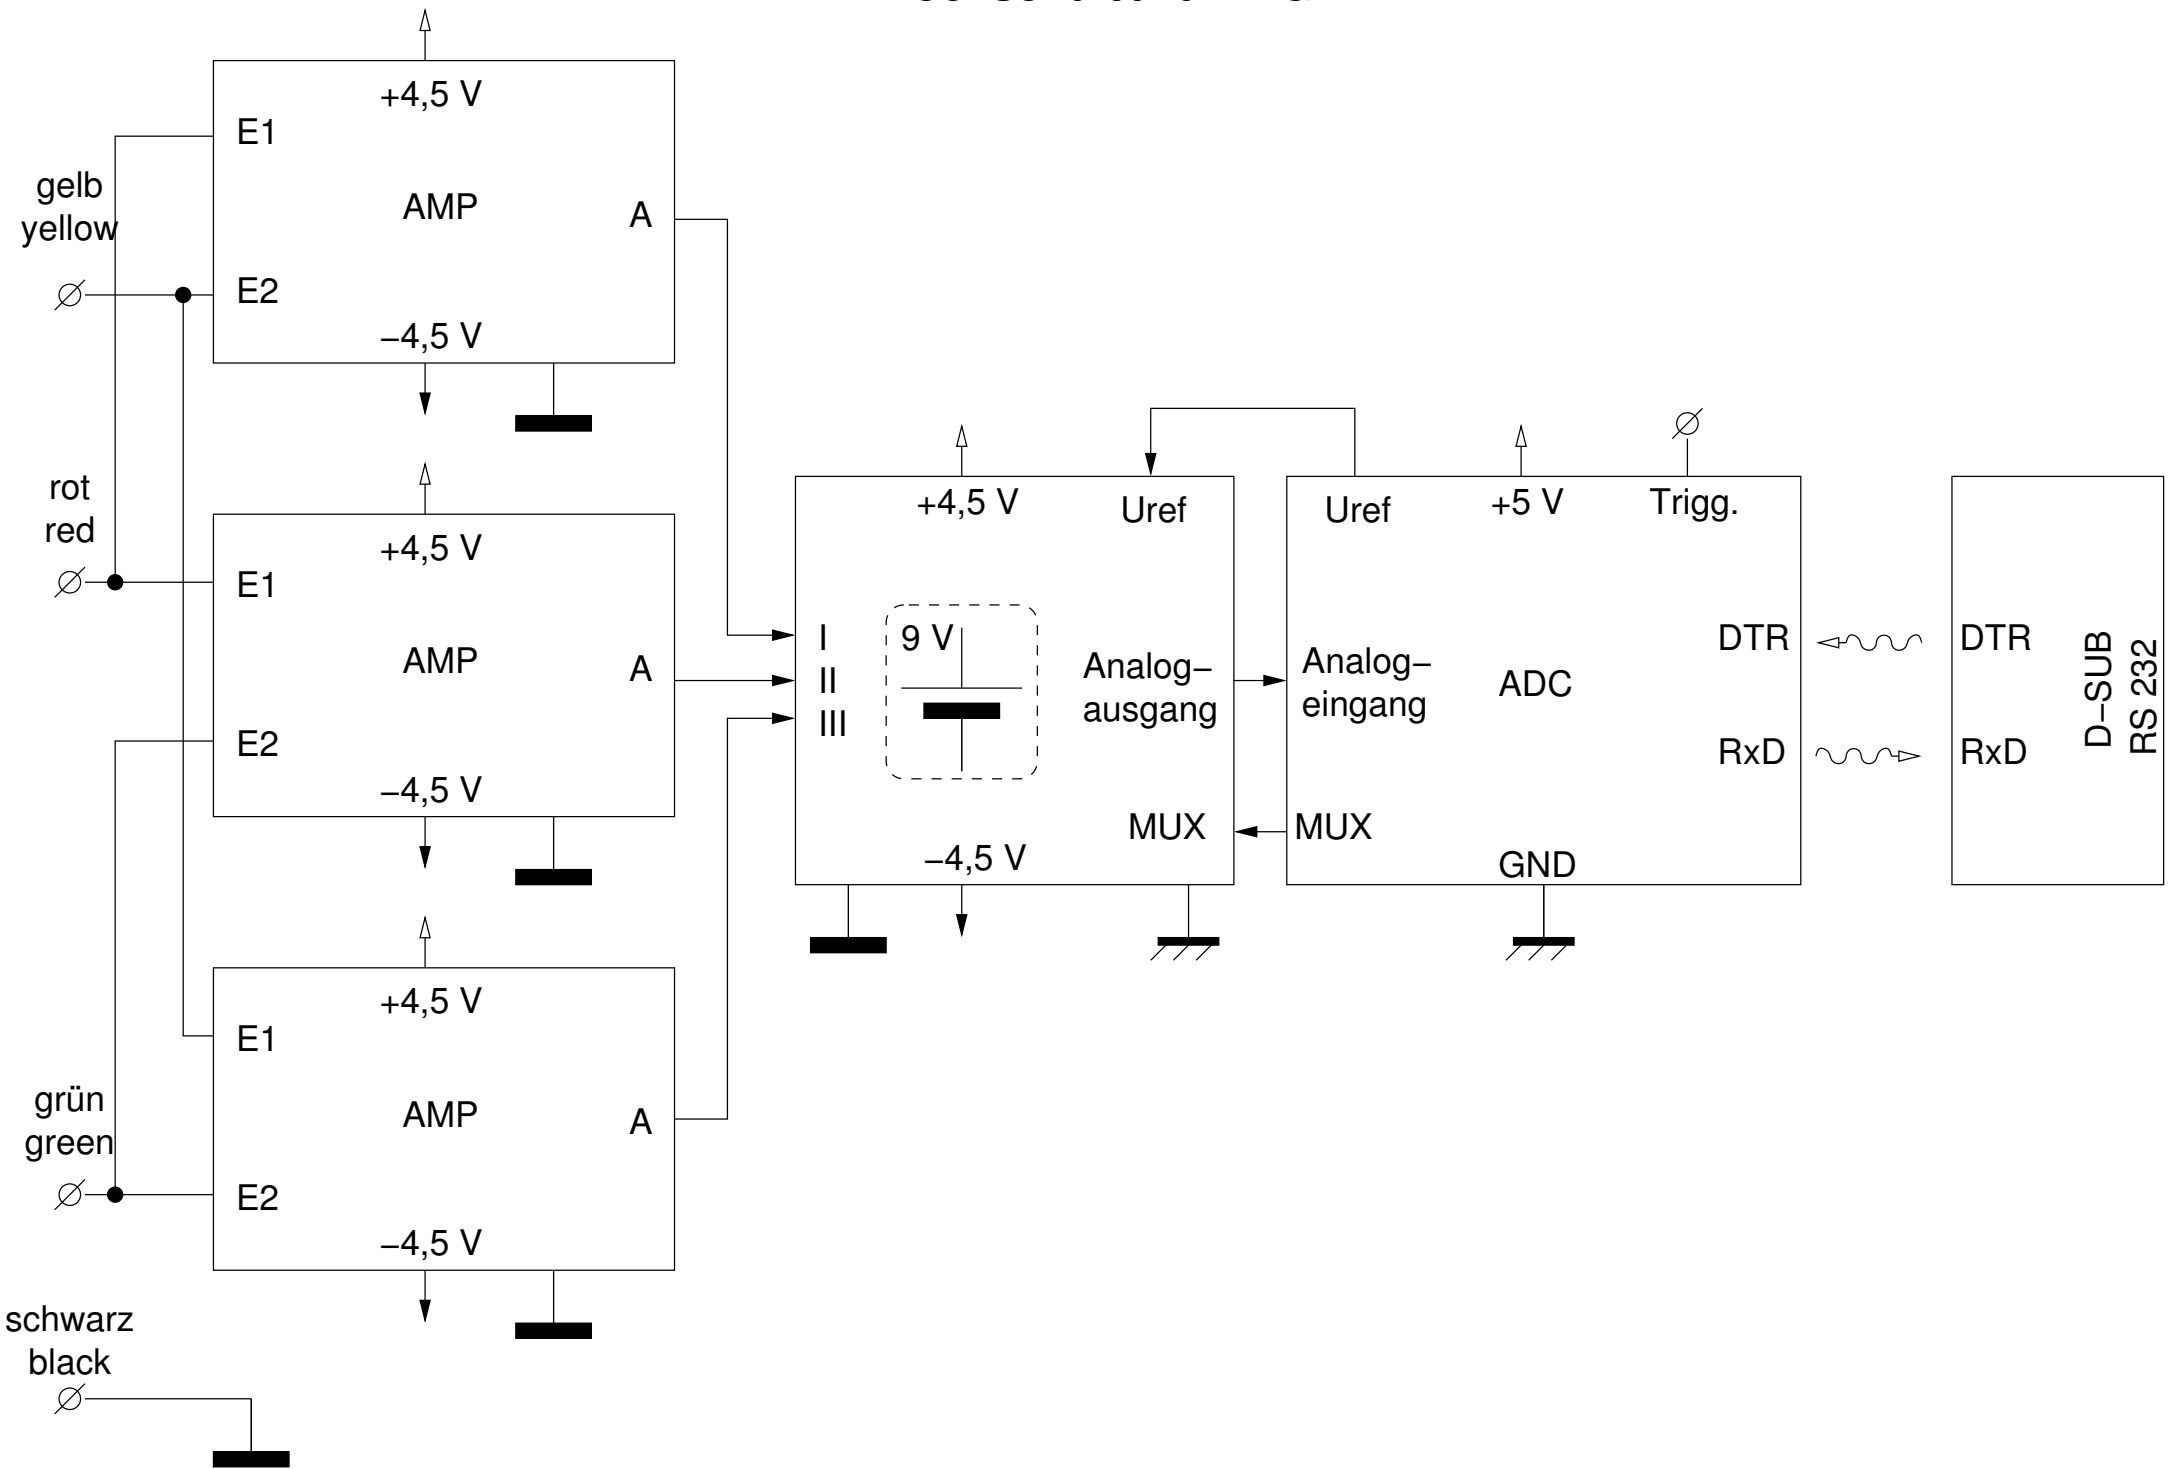 +4,5 V
E1
gelb
yellow
AMP
A
E2
−4,5 V
rot
red
+4,5 V
E1
AMP
A
E2
−4,5 V
+4,5 V
E1
grün
green
AMP
A
E2
−4,5 V
schwarz
black
+4,5 V
Uref
I
II
III
9 V
Analog−
ausgang
MUX
−4,5 V
Uref
+5 V
Trigg.
Analog−
eingang
ADC
DTR
RxD
MUX
GND
DTR
RxD
D−SUB
RS 232